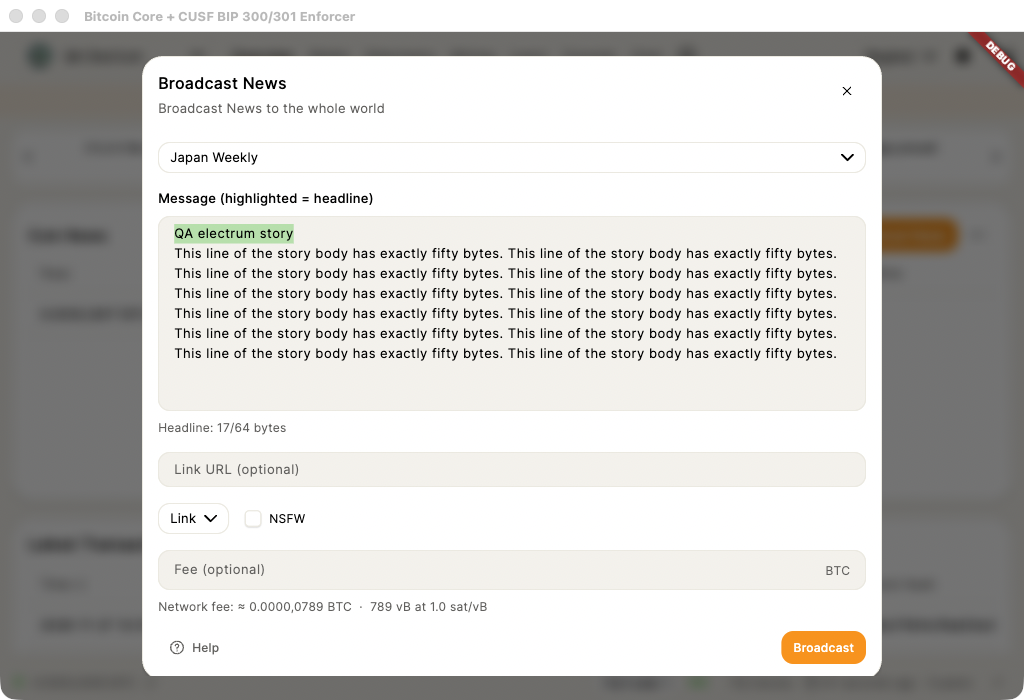 Bitcoin Core + CUSF BIP 300/301 Enforcer
DEBUG
Broadcast News
Broadcast News to the whole world
Japan Weekly
Message (highlighted = headline)
QA electrum story
This line of the story body has exactly fifty bytes. This line of the story body has exactly fifty bytes.
This line of the story body has exactly fifty bytes. This line of the story body has exactly fifty bytes.
This line of the story body has exactly fifty bytes. This line of the story body has exactly fifty bytes.
This line of the story body has exactly fifty bytes. This line of the story body has exactly fifty bytes.
This line of the story body has exactly fifty bytes. This line of the story body has exactly fifty bytes.
This line of the story body has exactly fifty bytes. This line of the story body has exactly fifty bytes.
Headline: 17/64 bytes
Link URL (optional)
Link
NSFW
Fee (optional)
BTC
Network fee: ≈ 0.0000,0789 BTC · 789 vB at 1.0 sat/vB
Help
Broadcast